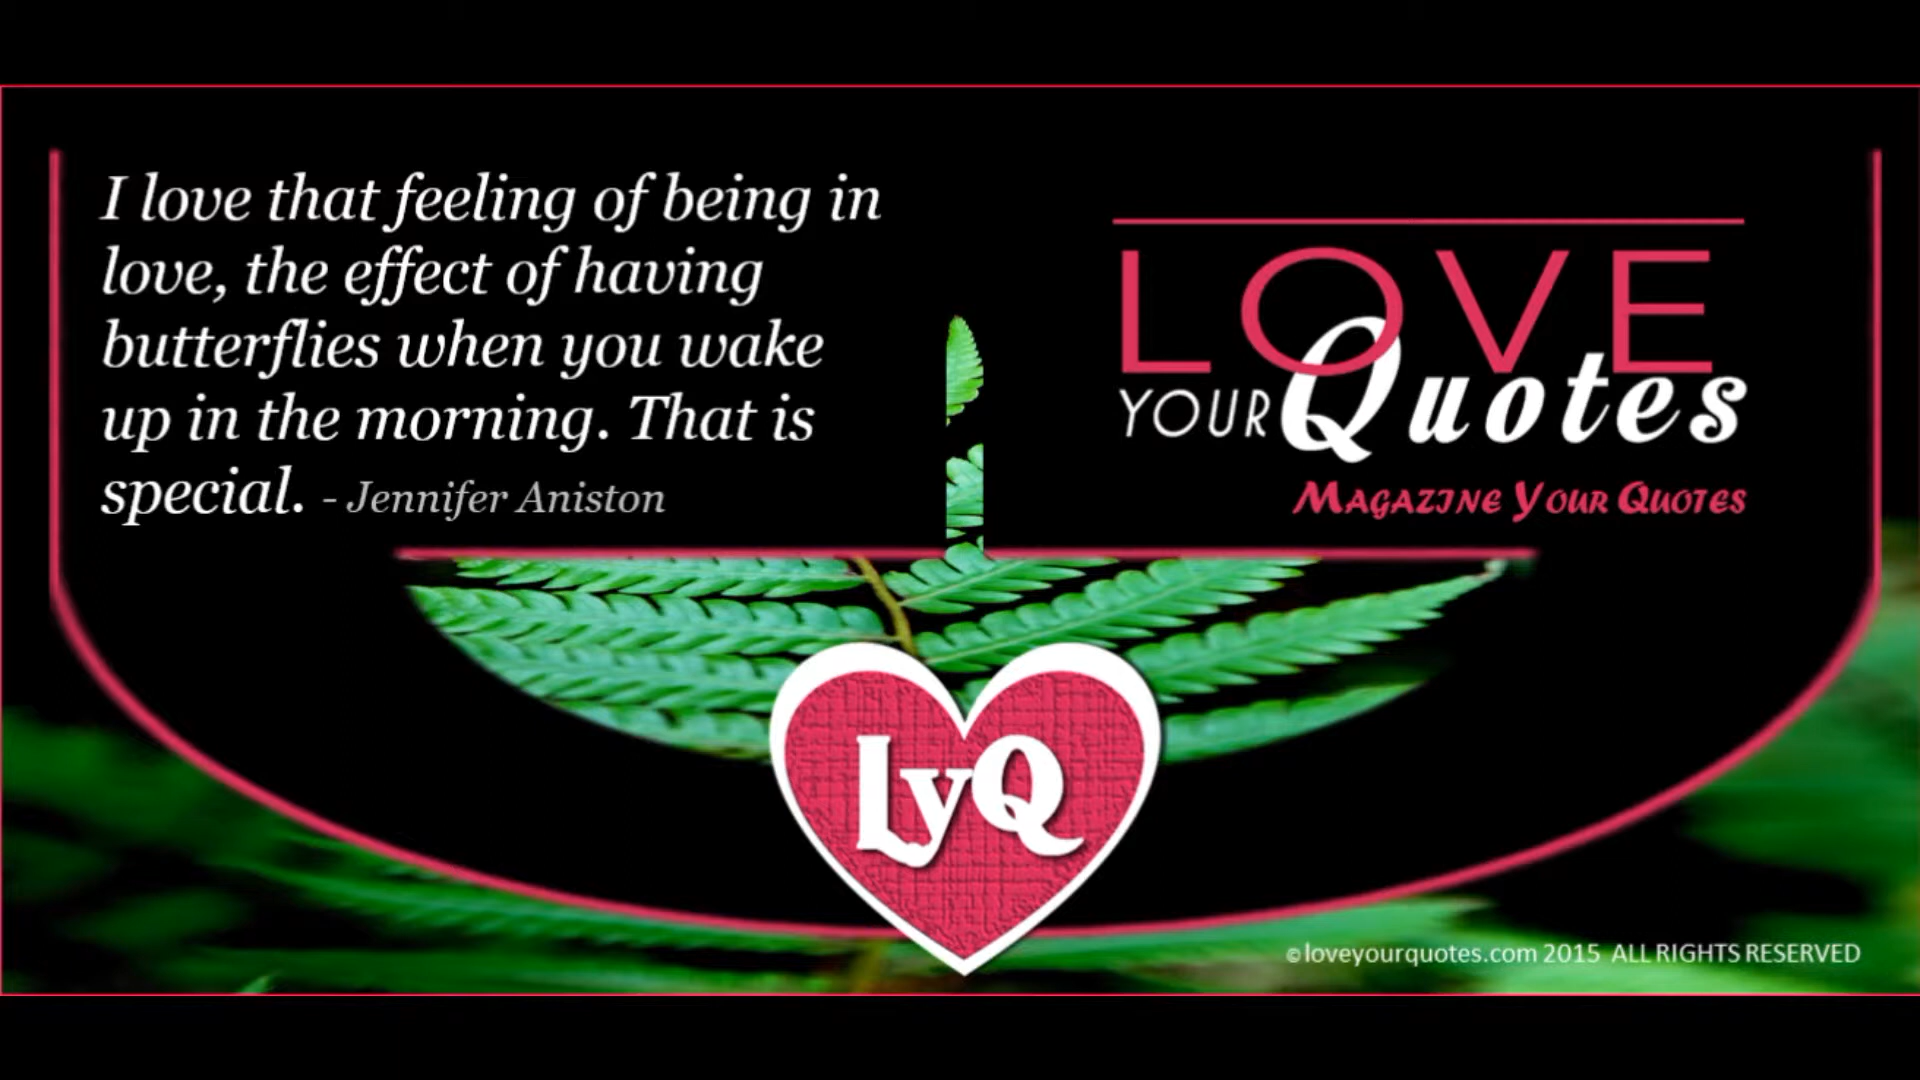 I love that feeling of being in
love, the effect of having
butterflies when you wake
up in the morning. That is
special. - Jennifer Aniston
LOVE
YOUR Quotes
MAGAZINE YOUR QUOTES
LyQ
©loveyourquotes.com 2015 ALL RIGHTS RESERVED